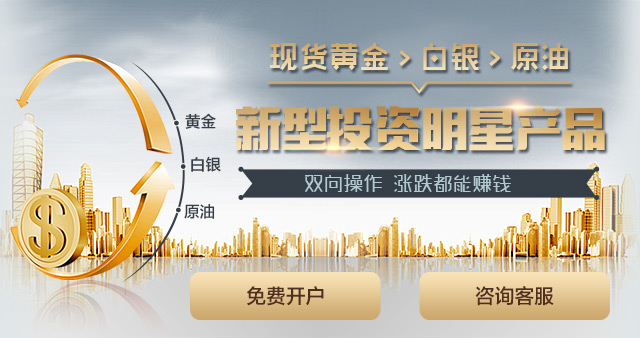 现货黄金 > 白银 > 原油
新型投资明星产品
双向操作 涨跌都能赚钱
黄金
白银
原油
免费开户
咨询客服